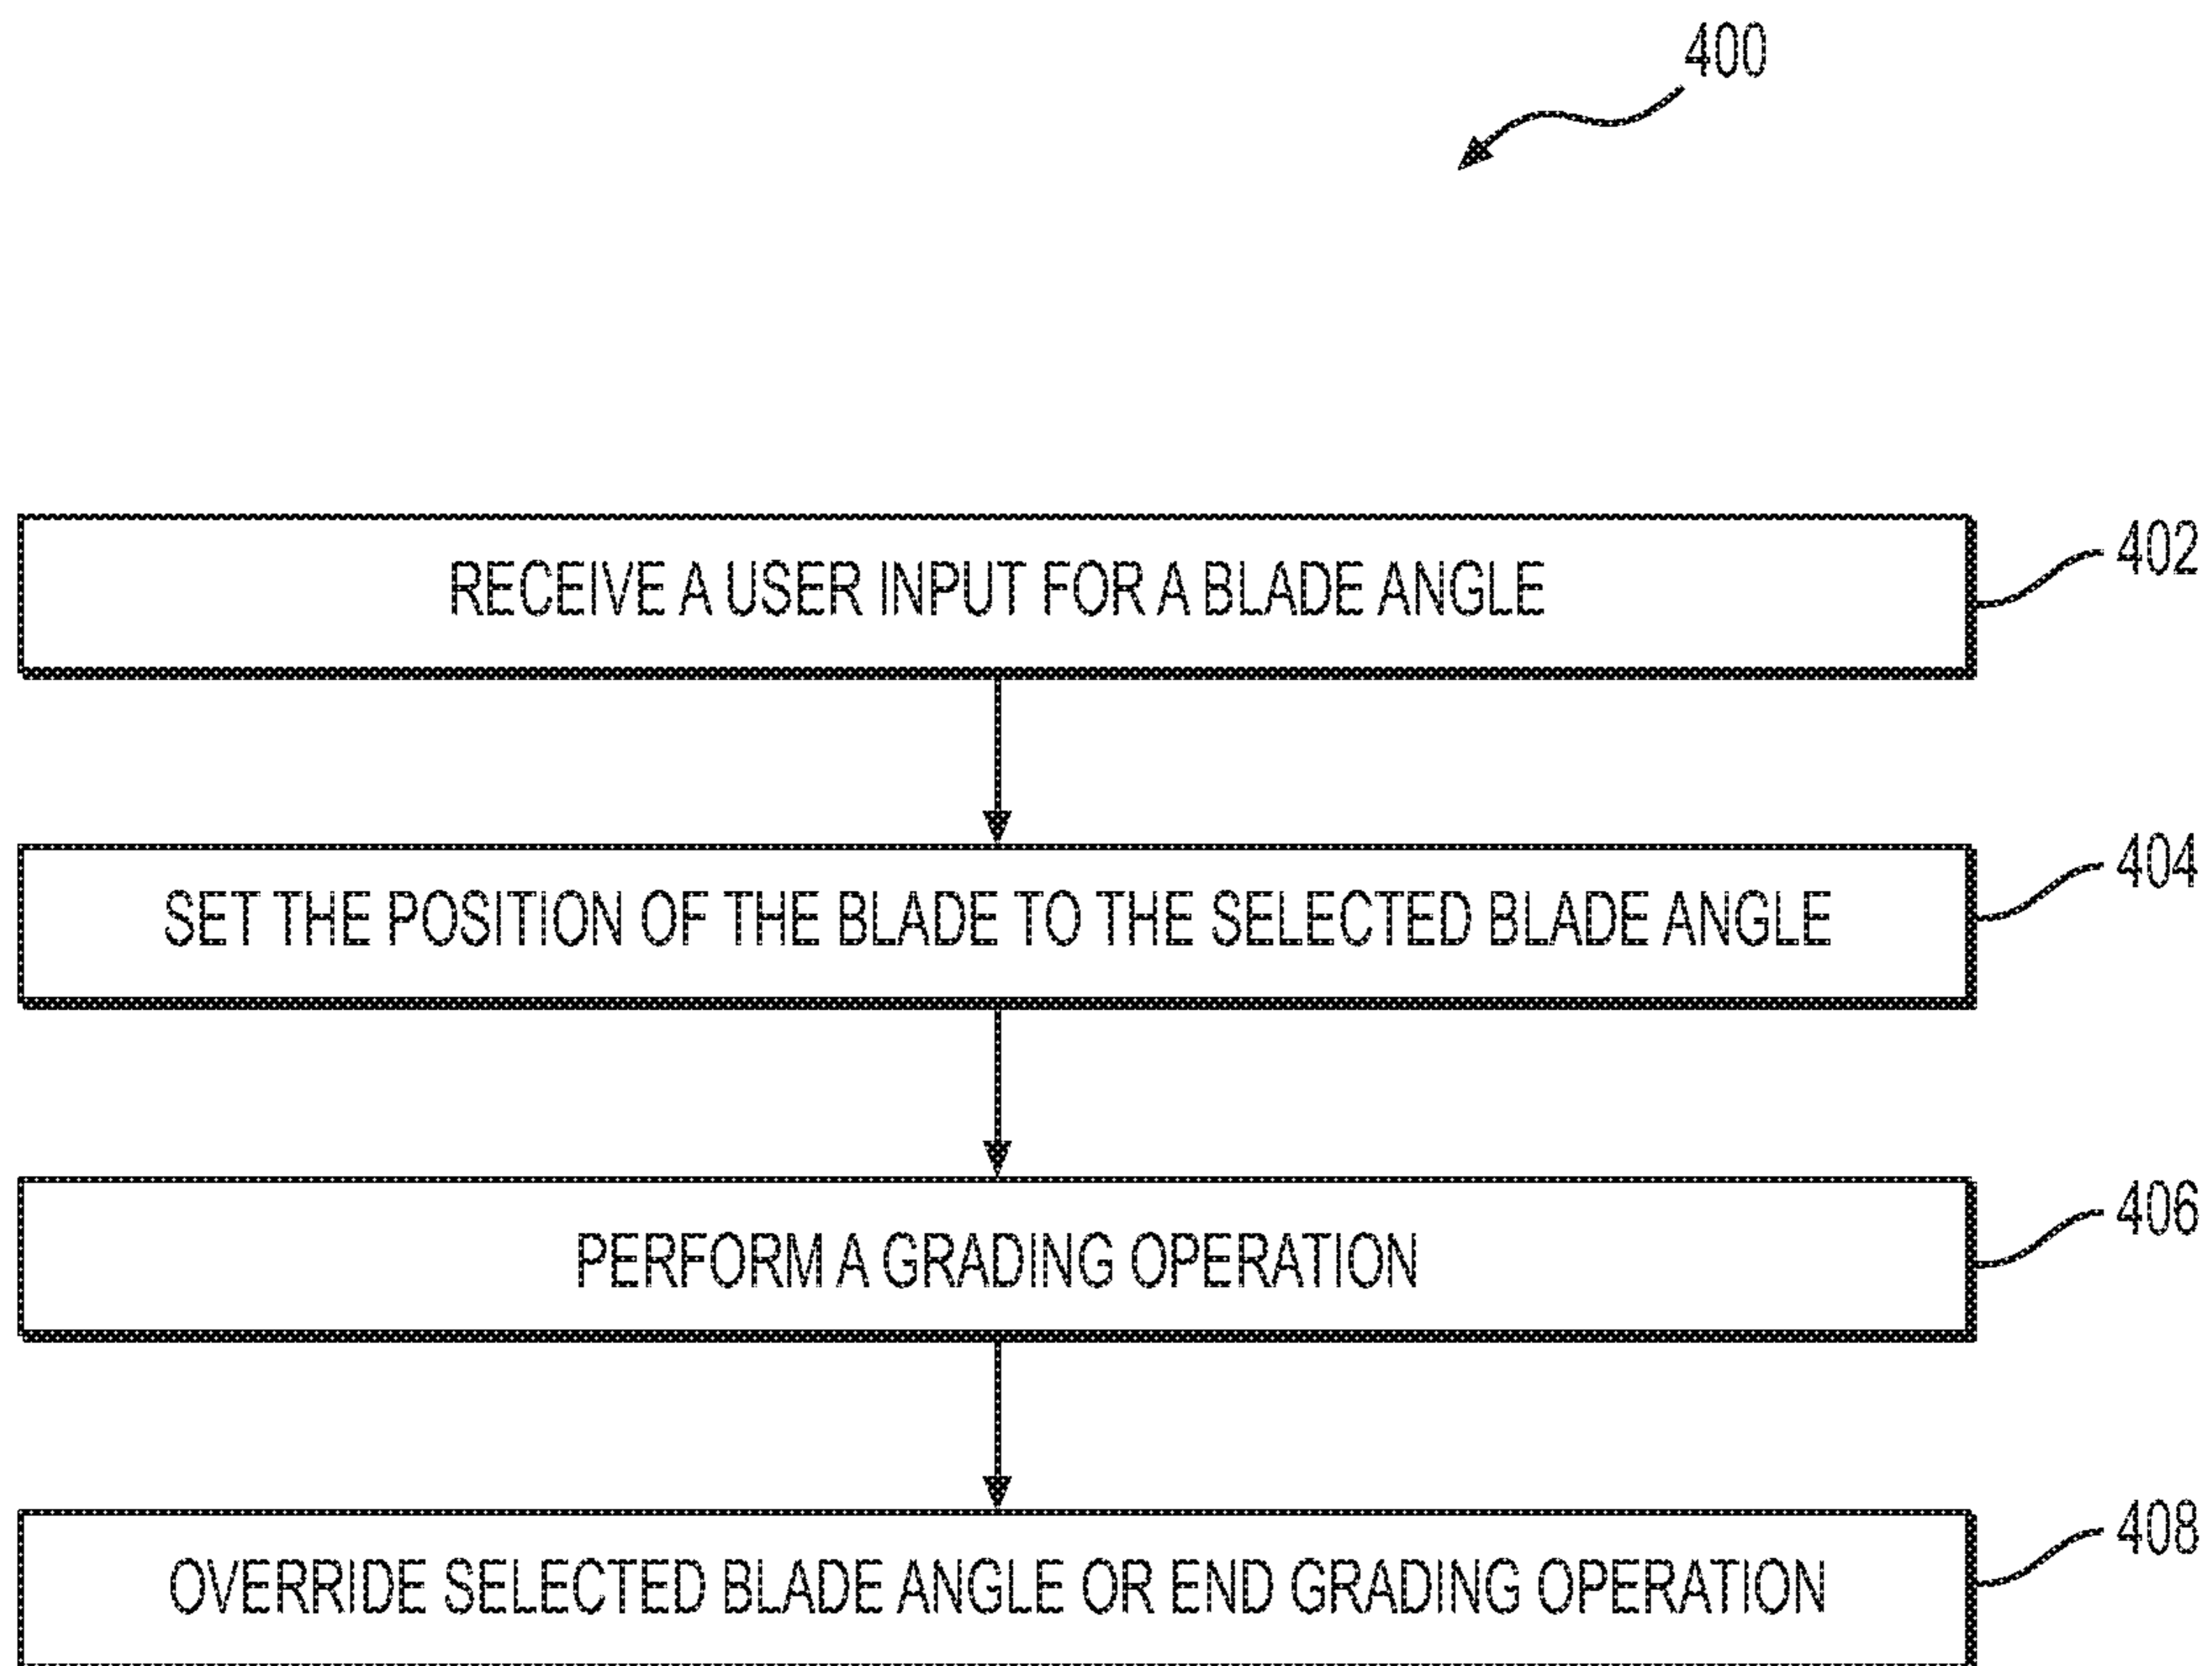 400
RECEIVE A USER INPUT FOR A BLADE ANGLE
402
SET THE POSITION OF THE BLADE TO THE SELECTED BLADE ANGLE
404
PERFORM A GRADING OPERATION
406
OVERRIDE SELECTED BLADE ANGLE OR END GRADING OPERATION
408